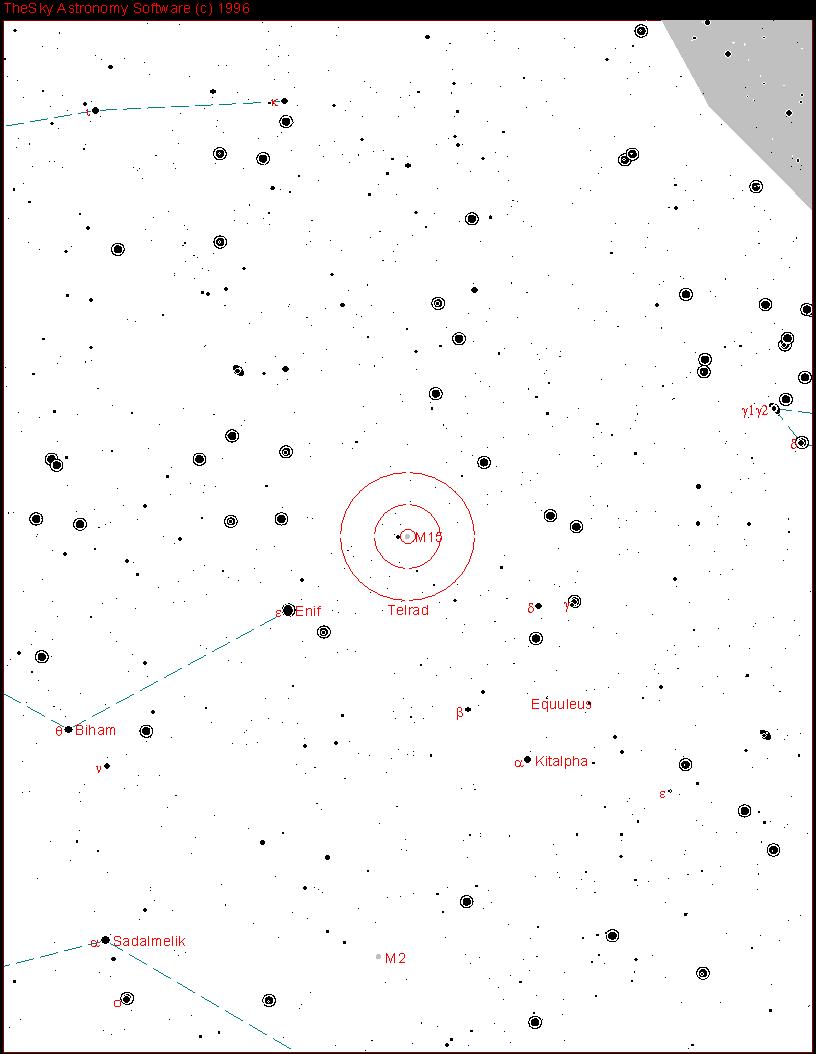 TheSky Astronomy Software (c) 1996
ι
κ
γ1γ2
δ
M15
ε Enif
Telrad
δ
γ
Equuleus
β
θ Biham
α Kitalpha
ν
ε
α Sadalmelik
M2
ο